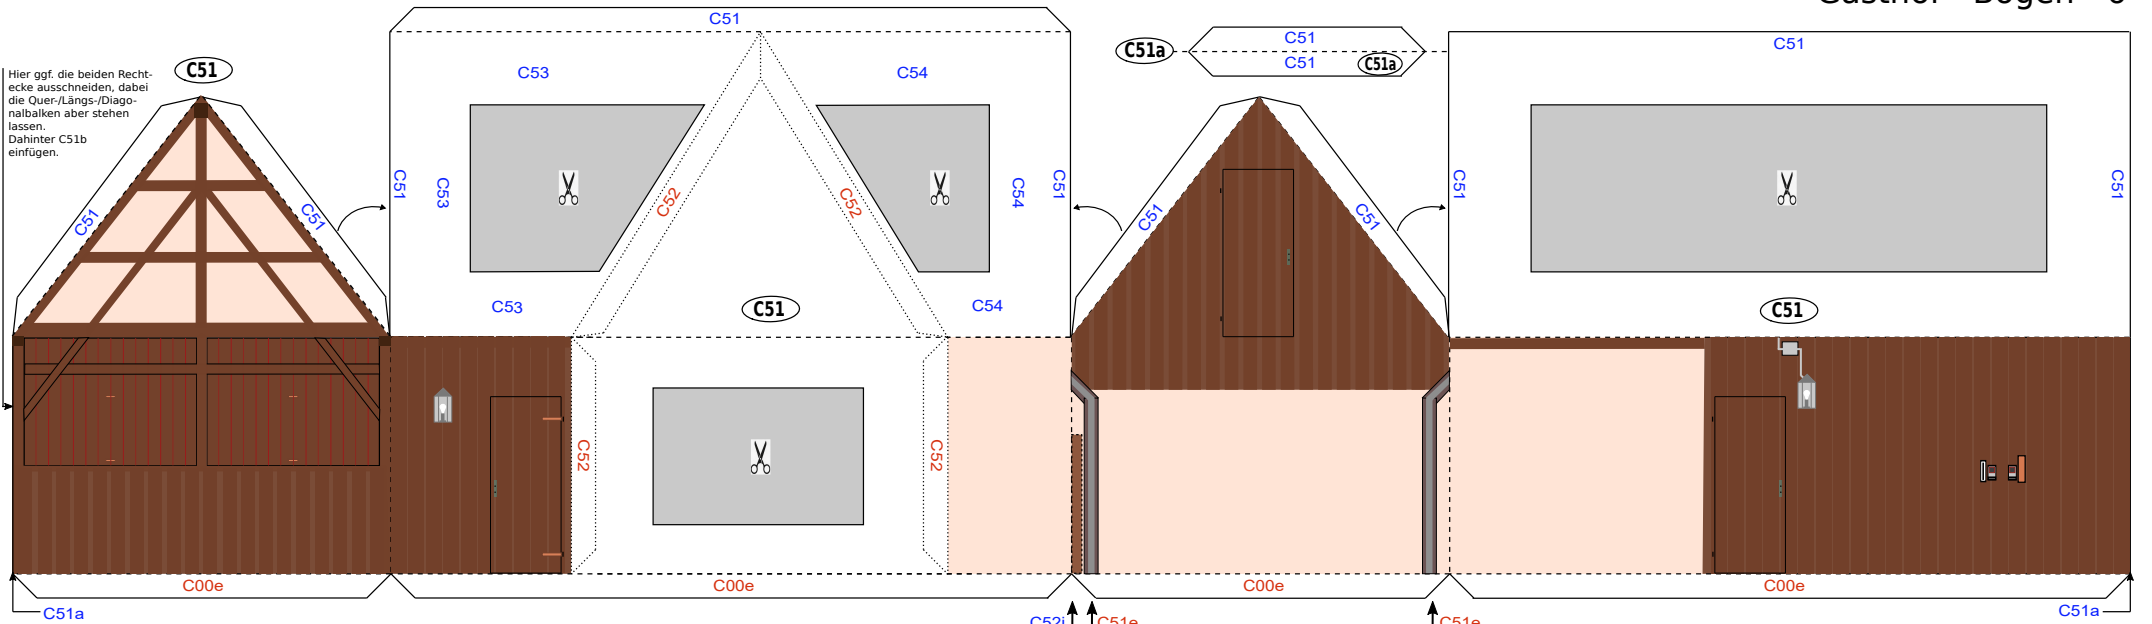 Gasthof - Bogen - 6
C51
C51
C51
C51a
C51
C51
C51a
C51
Hier ggf. die beiden Recht-
ecke ausschneiden, dabei
die Quer-/Längs-/Diago-
nalbalken aber stehen
lassen.
Dahinter C51b
einfügen.
C53
C54
C51
C51
C51
C53
C52
C52
C54
C51
C51
C51
C51
C51
C53
C51
C54
C51
C52
C52
C00e
C00e
C00e
C00e
C51a
C52i
C51e
C51e
C51a